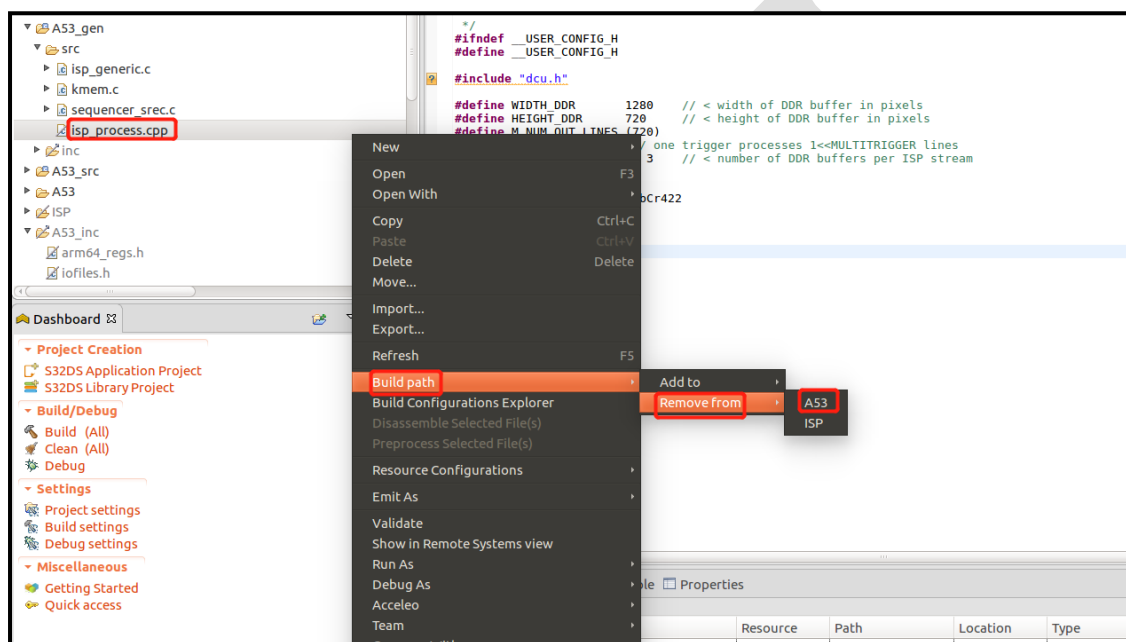 A53_gen
src
isp_generic.c
kmem.c
sequencer_srec.c
isp_process.cpp
inc
A53_src
A53
ISP
A53_inc
arm64_regs.h
iofiles.h
*/
#ifndef __USER_CONFIG_H
#define __USER_CONFIG_H
#include "dcu.h"
#define WIDTH_DDR 1280 // < width of DDR buffer in pixels
#define HEIGHT_DDR 720 // < height of DDR buffer in pixels
#define M_NUM_OUT_LINES (720)
/ one trigger processes 1<<MULTITRIGGER lines
3 // < number of DDR buffers per ISP stream
bCr422
Dashboard
Project Creation
S32DS Application Project
S32DS Library Project
Build/Debug
Build (All)
Clean (All)
Debug
Settings
Project settings
Build settings
Debug settings
Miscellaneous
Getting Started
Quick access
New
Open F3
Open With
Copy Ctrl+C
Paste Ctrl+V
Delete Delete
Move...
Import...
Export...
Refresh F5
Build path
Build Configurations Explorer
Disassemble Selected File(s)
Preprocess Selected File(s)
Resource Configurations
Emit As
Validate
Show in Remote Systems view
Run As
Debug As
Acceleo
Team
Add to
Remove from
A53
ISP
le Properties
Resource Path Location Type